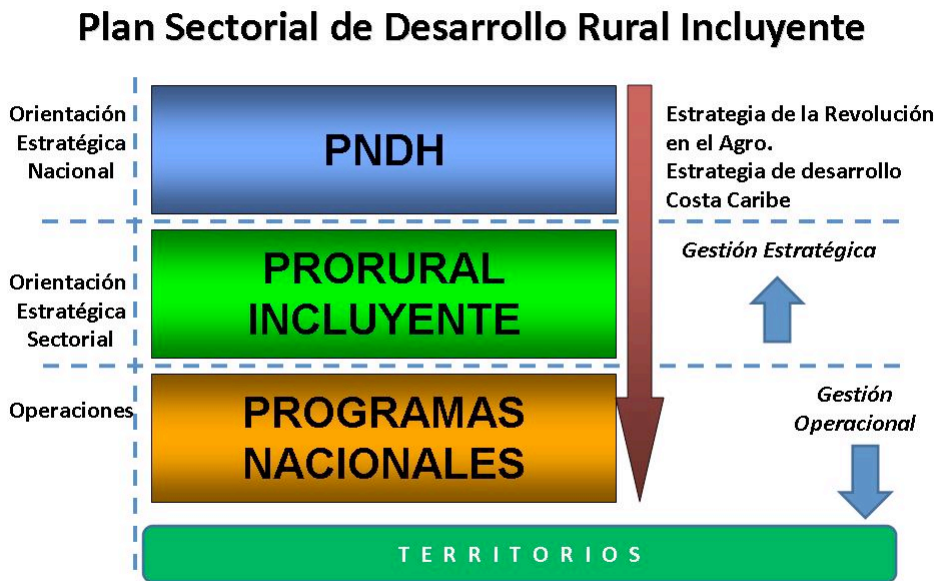 Plan Sectorial de Desarrollo Rural Incluyente
Orientación
Estratégica
Nacional
PNDH
Estrategia de la Revolución
en el Agro.
Estrategia de desarrollo
Costa Caribe
Orientación
Estratégica
Sectorial
PRORURAL
INCLUYENTE
Gestión Estratégica
Operaciones
PROGRAMAS
NACIONALES
Gestión
Operacional
TERRITORIOS